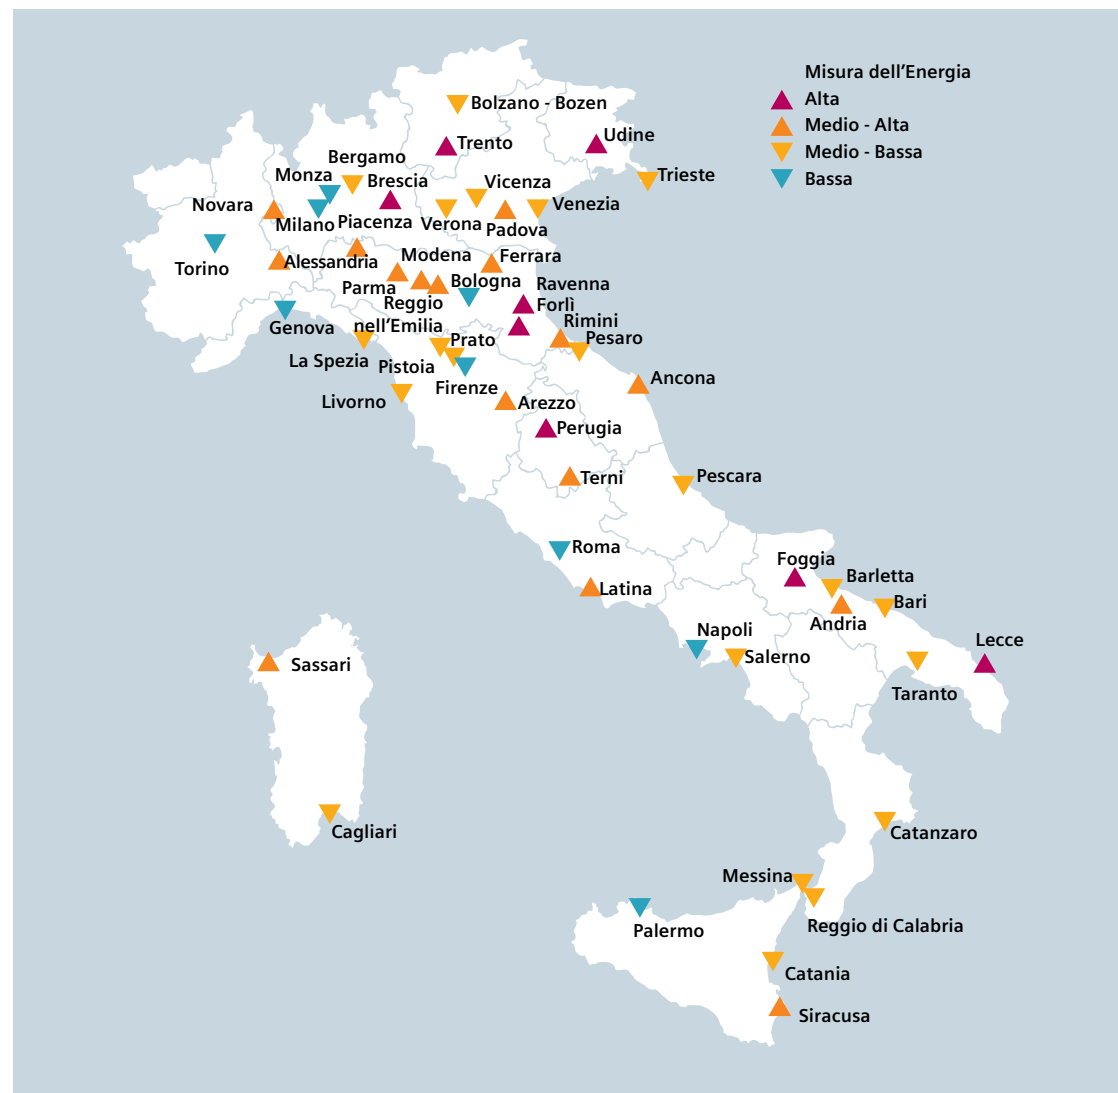 Misura dell'Energia
Alta
Medio - Alta
Medio - Bassa
Bassa
Bolzano - Bozen
Trento
Udine
Bergamo
Monza
Brescia
Vicenza
Trieste
Novara
Milano
Piacenza
Verona
Padova
Venezia
Torino
Alessandria
Modena
Ferrara
Parma
Bologna
Ravenna
Reggio
nell'Emilia
Forlì
Rimini
Genova
Prato
Pesaro
La Spezia
Pistoia
Firenze
Ancona
Livorno
Arezzo
Perugia
Terni
Pescara
Roma
Foggia
Latina
Barletta
Bari
Andria
Napoli
Salerno
Lecce
Sassari
Taranto
Cagliari
Catanzaro
Messina
Reggio di Calabria
Palermo
Catania
Siracusa